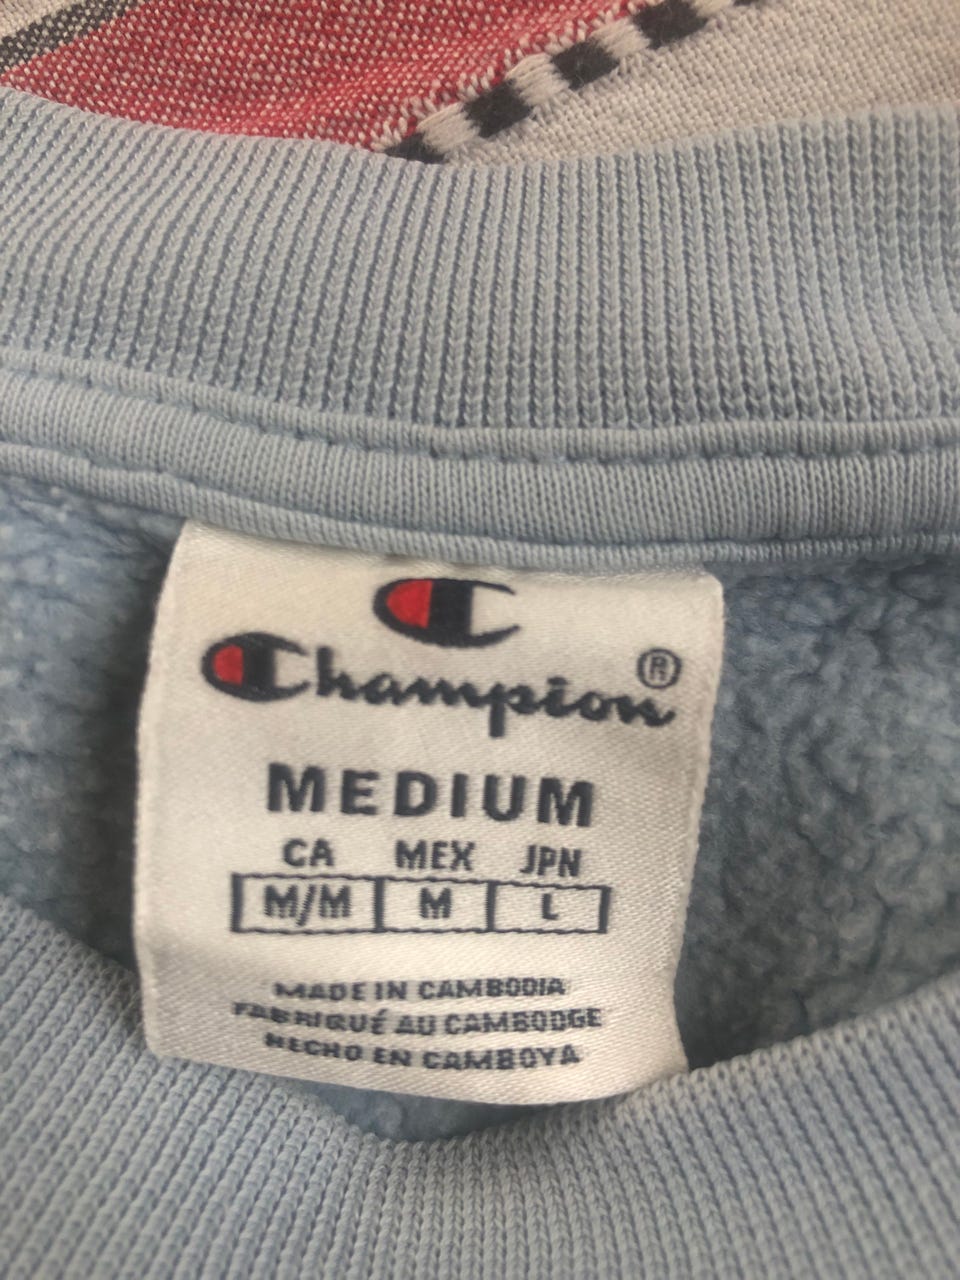 Champion®
MEDIUM
CA MEX JPN
M/M M L
MADE IN CAMBODIA
FABRIQUÉ AU CAMBODGE
HECHO EN CAMBOYA